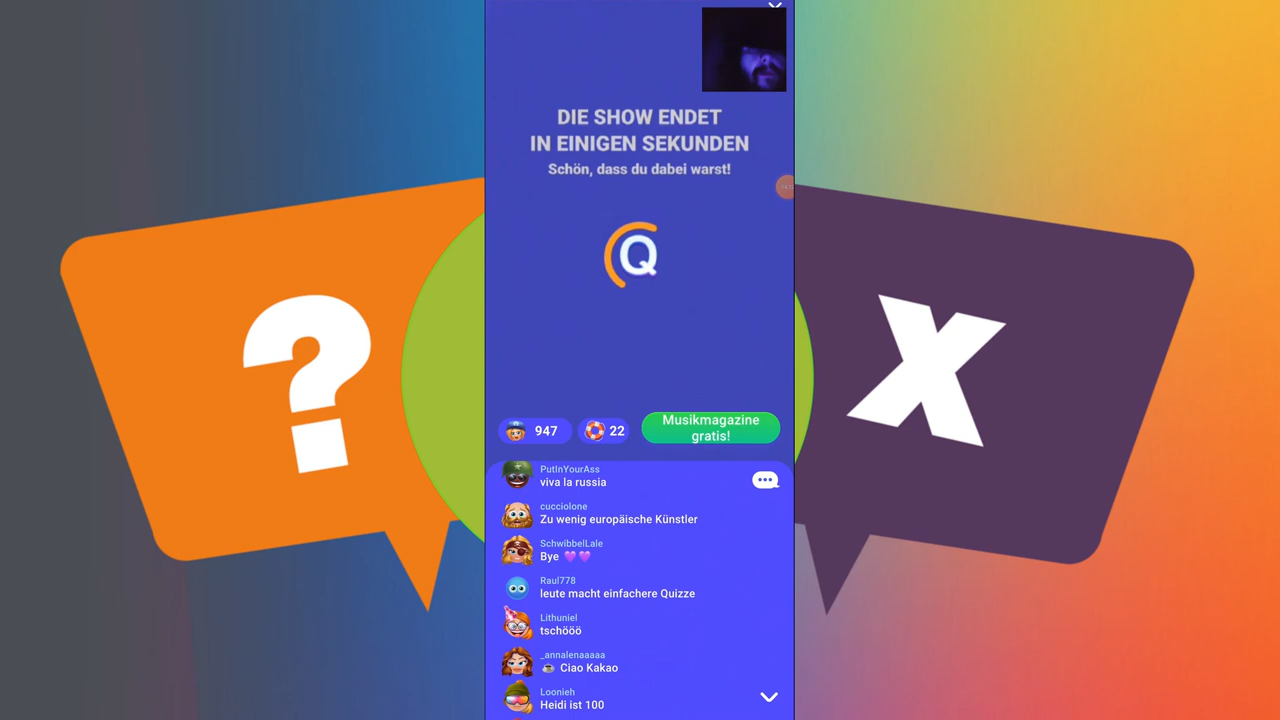 DIE SHOW ENDET
IN EINIGEN SEKUNDEN
Schön, dass du dabei warst!
Q
947
22
Musikmagazine
gratis!
PutInYourAss
viva la russia
cucciolone
Zu wenig europäische Künstler
SchwibbelLale
Bye 💜💜
Raul778
leute macht einfachere Quizze
Lithuniel
tschööö
_annalenaaaaa
☕ Ciao Kakao
Loonieh
Heidi ist 100
?
X